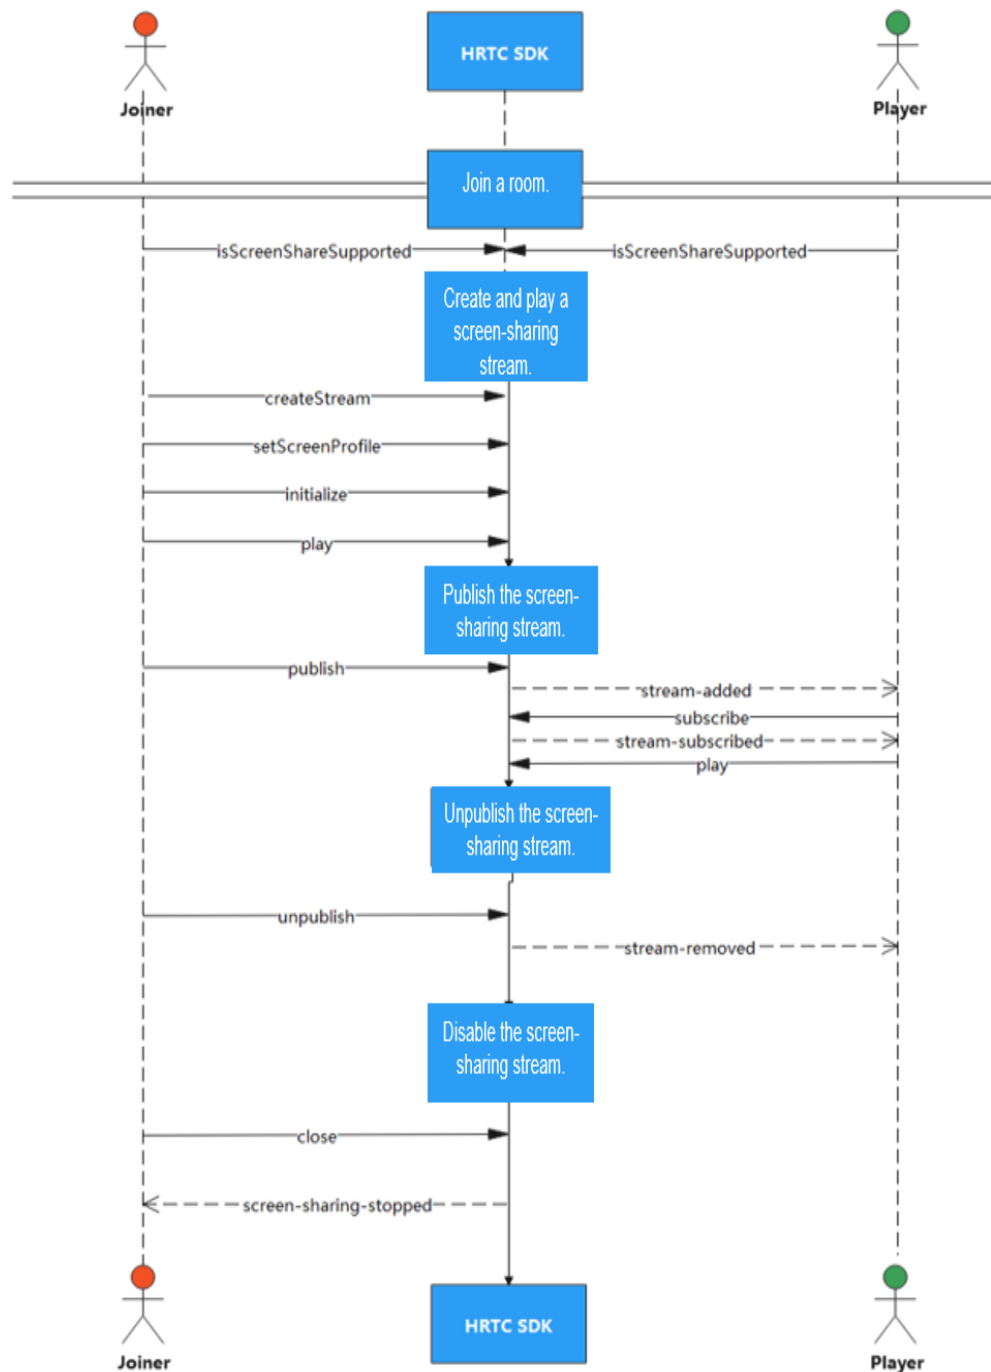 HRTC SDK
Joiner
Player
Join a room.
isScreenShareSupported
isScreenShareSupported
Create and play a
screen-sharing
stream.
createStream
setScreenProfile
initialize
play
Publish the screen-
sharing stream.
publish
stream-added
subscribe
stream-subscribed
play
Unpublish the screen-
sharing stream.
unpublish
stream-removed
Disable the screen-
sharing stream.
close
screen-sharing-stopped
HRTC SDK
Joiner
Player